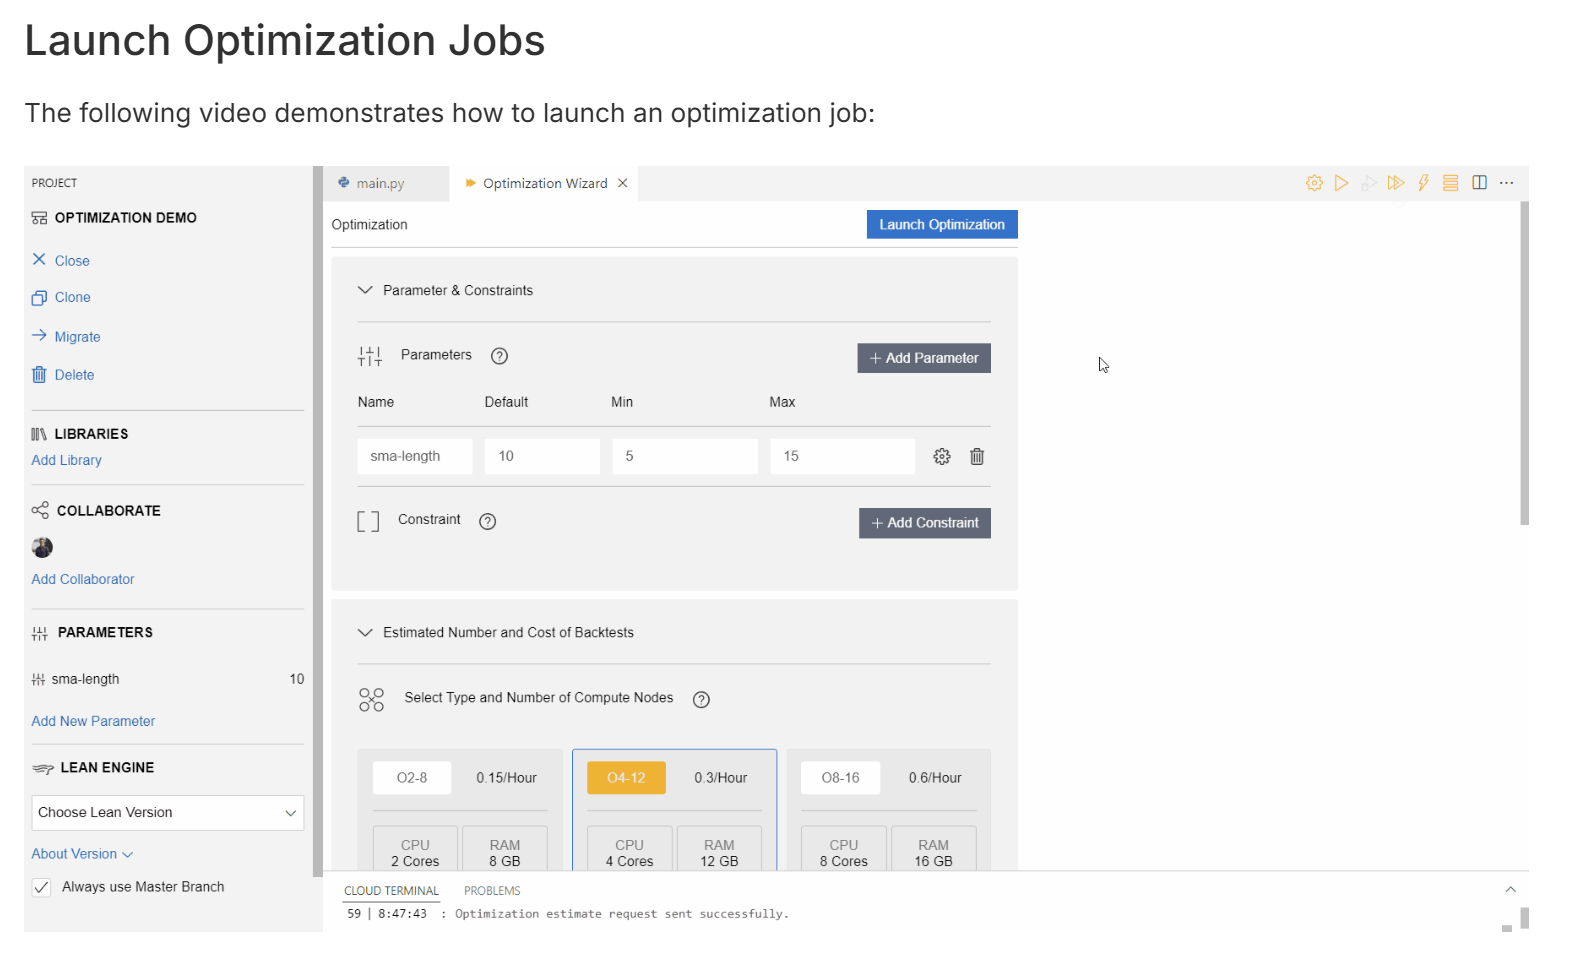 Launch Optimization Jobs
The following video demonstrates how to launch an optimization job:
PROJECT
OPTIMIZATION DEMO
Close
Clone
Migrate
Delete
LIBRARIES
Add Library
COLLABORATE
Add Collaborator
PARAMETERS
sma-length 10
Add New Parameter
LEAN ENGINE
Choose Lean Version
About Version
Always use Master Branch
main.py Optimization Wizard
Optimization Launch Optimization
Parameter & Constraints
Parameters ? + Add Parameter
Name Default Min Max
sma-length 10 5 15
Constraint ? + Add Constraint
Estimated Number and Cost of Backtests
Select Type and Number of Compute Nodes ?
O2-8 0.15/Hour O4-12 0.3/Hour O8-16 0.6/Hour
CPU RAM CPU RAM CPU RAM
2 Cores 8 GB 4 Cores 12 GB 8 Cores 16 GB
CLOUD TERMINAL PROBLEMS
59 | 8:47:43 : Optimization estimate request sent successfully.